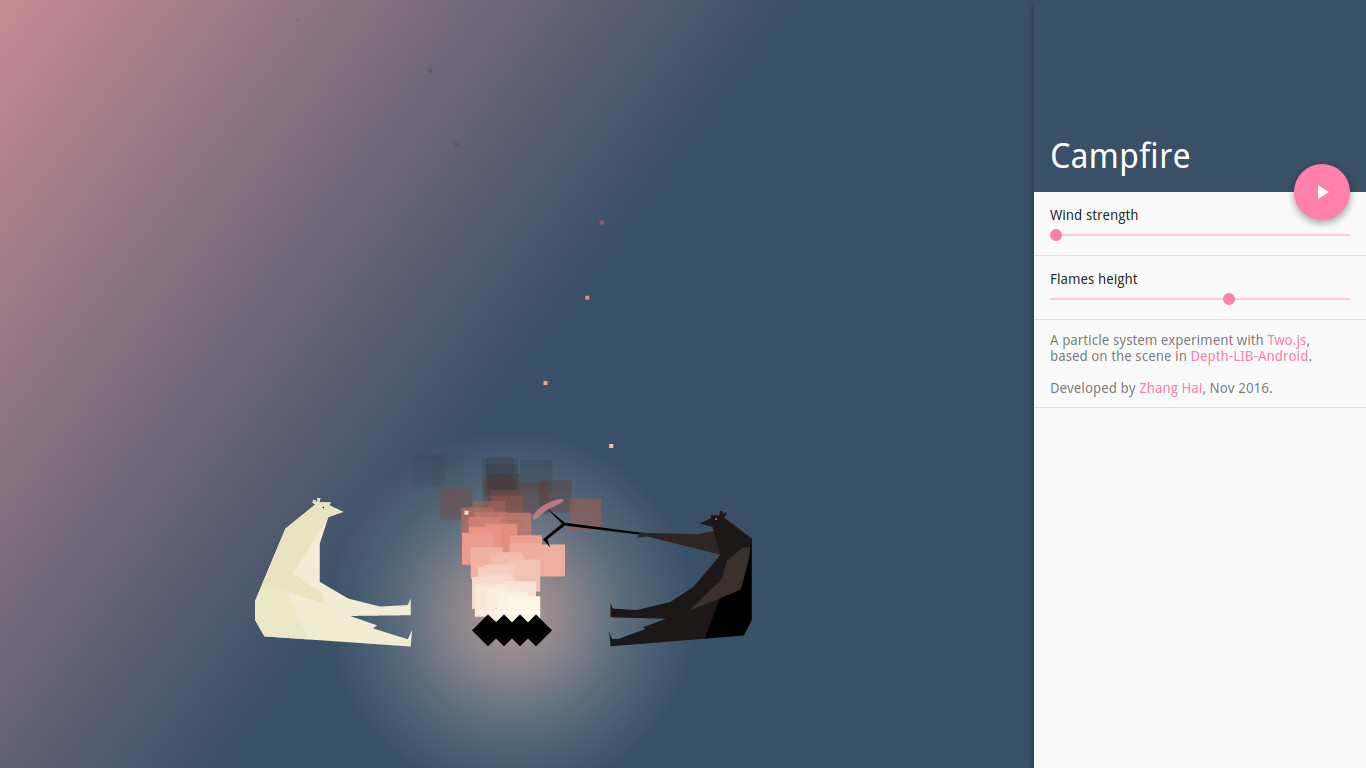 Campfire
Wind strength
Flames height
A particle system experiment with Two.js,
based on the scene in Depth-LIB-Android.
Developed by Zhang Hai, Nov 2016.